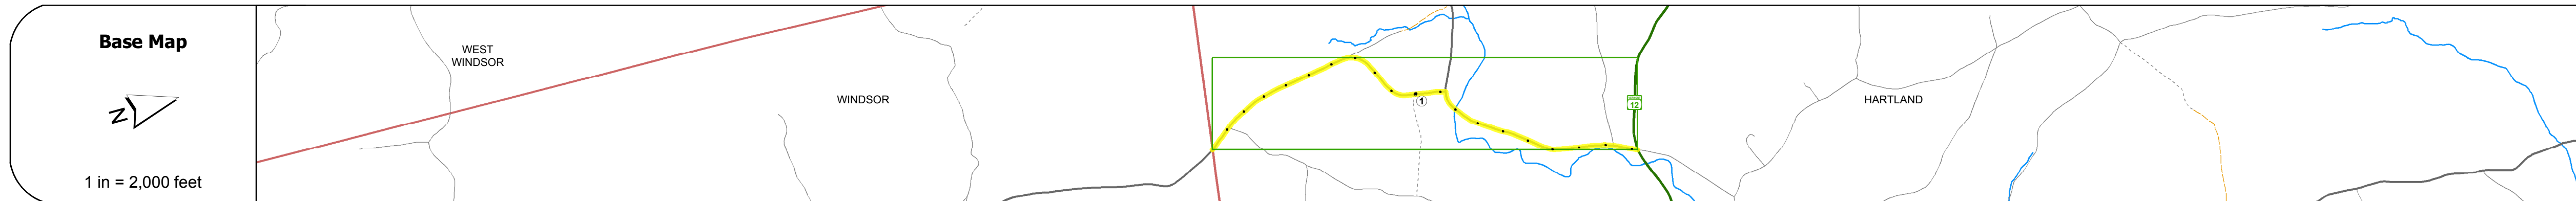 Base Map
N
1 in = 2,000 feet
WEST
WINDSOR
WINDSOR
1
12
HARTLAND